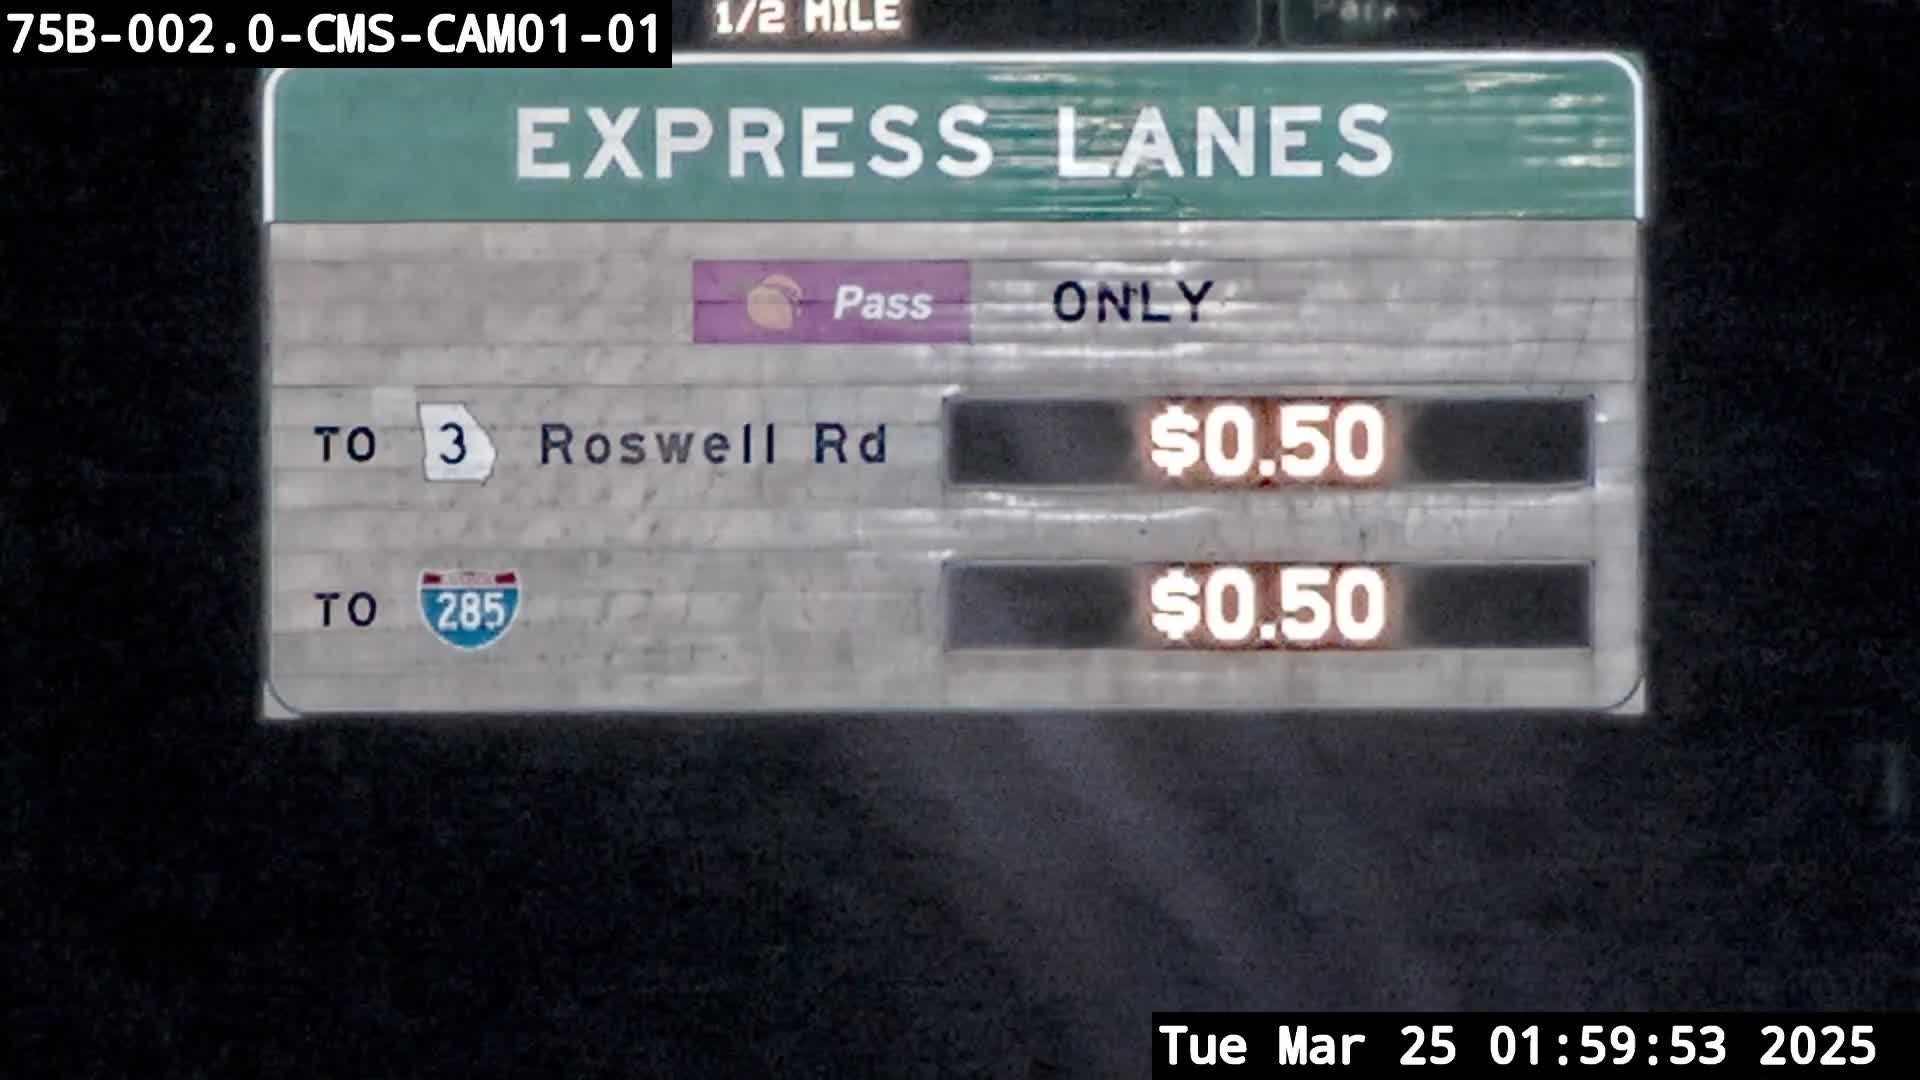 75B-002.0-CMS-CAM01-01
1/2 MILE
EXPRESS LANES
Pass ONLY
TO 3 Roswell Rd $0.50
TO 285 $0.50
Tue Mar 25 01:59:53 2025